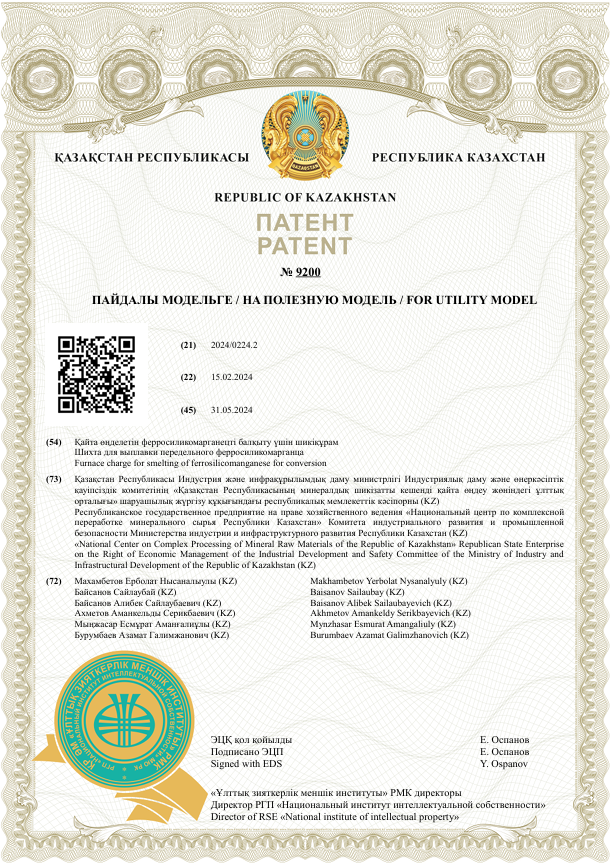 ҚАЗАҚСТАН РЕСПУБЛИКАСЫ
РЕСПУБЛИКА КАЗАХСТАН
REPUBLIC OF KAZAKHSTAN
ПАТЕНТ
PATENT
№ 9200
ПАЙДАЛЫ МОДЕЛЬГЕ / НА ПОЛЕЗНУЮ МОДЕЛЬ / FOR UTILITY MODEL
(21) 2024/0224.2
(22) 15.02.2024
(45) 31.05.2024
(54) Қайта өңделетін ферросиликомарганецті балқыту үшін шикіқұрам
Шихта для выплавки передельного ферросиликомарганца
Furnace charge for smelting of ferrosilicomanganese for conversion
(73) Қазақстан Республикасы Индустрия және инфрақұрылымдық даму министрлігі Индустриялық даму және өнеркәсіптік
қауіпсіздік комитетінің «Қазақстан Республикасының минералдық шикізатты кешенді қайта өңдеу жөніндегі ұлттық
орталығы» шаруашылық жүргізу құқығындағы республикалық мемлекеттік кәсіпорны (KZ)
Республиканское государственное предприятие на праве хозяйственного ведения «Национальный центр по комплексной
переработке минерального сырья Республики Казахстан» Комитета индустриального развития и промышленной
безопасности Министерства индустрии и инфраструктурного развития Республики Казахстан (KZ)
«National Center on Complex Processing of Mineral Raw Materials of the Republic of Kazakhstan» Republican State Enterprise
on the Right of Economic Management of the Industrial Development and Safety Committee of the Ministry of Industry and
Infrastructural Development of the Republic of Kazakhstan (KZ)
(72) Махамбетов Ерболат Нысаналыулы (KZ) Makhambetov Yerbolat Nysanalyuly (KZ)
Байсанов Сайлаубай (KZ) Baisanov Sailaubay (KZ)
Байсанов Алибек Сайлаубаевич (KZ) Baisanov Alibek Sailaubayevich (KZ)
Ахметов Аманкельды Серикбаевич (KZ) Akhmetov Amankeldy Serikbayevich (KZ)
Мыңжасар Есмұрат Аманғалиұлы (KZ) Mynzhasar Esmurat Amangaliuly (KZ)
Бурумбаев Азамат Галимжанович (KZ) Burumbaev Azamat Galimzhanovich (KZ)
ЭЦҚ қол қойылды Е. Оспанов
Подписано ЭЦП Е. Оспанов
Signed with EDS Y. Ospanov
«Ұлттық зияткерлік меншік институты» РМК директоры
Директор РГП «Национальный институт интеллектуальной собственности»
Director of RSE «National institute of intellectual property»